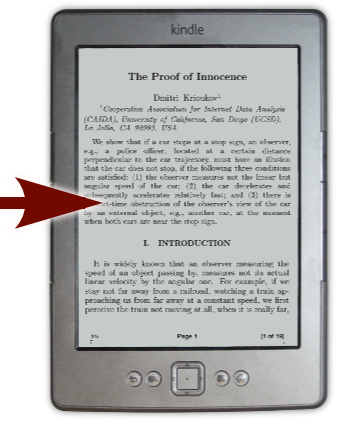 kindle
The Proof of Innocence
Dmitri Krioukov¹
¹Cooperative Association for Internet Data Analysis
(CAIDA), University of California, San Diego (UCSD),
La Jolla, CA 92093, USA
We show that if a car stops at a stop sign, an observer,
e.g., a police officer, located at a certain distance
perpendicular to the car trajectory, must have an illusion
that the car does not stop, if the following three conditions
are satisfied: (1) the observer measures not the linear but
angular speed of the car; (2) the car decelerates and
subsequently accelerates relatively fast; and (3) there is
-time obstruction of the observer's view of the car
by an external object, e.g., another car, at the moment
when both cars are near the stop sign.
I. INTRODUCTION
It is widely known that an observer measuring the
speed of an object passing by, measures not its actual
linear velocity by the angular one. For example, if we
stay not far away from a railroad, watching a train ap-
proaching us from far away at a constant speed, we first
perceive the train not moving at all, when it is really far,
Page 1 [1 of 19]